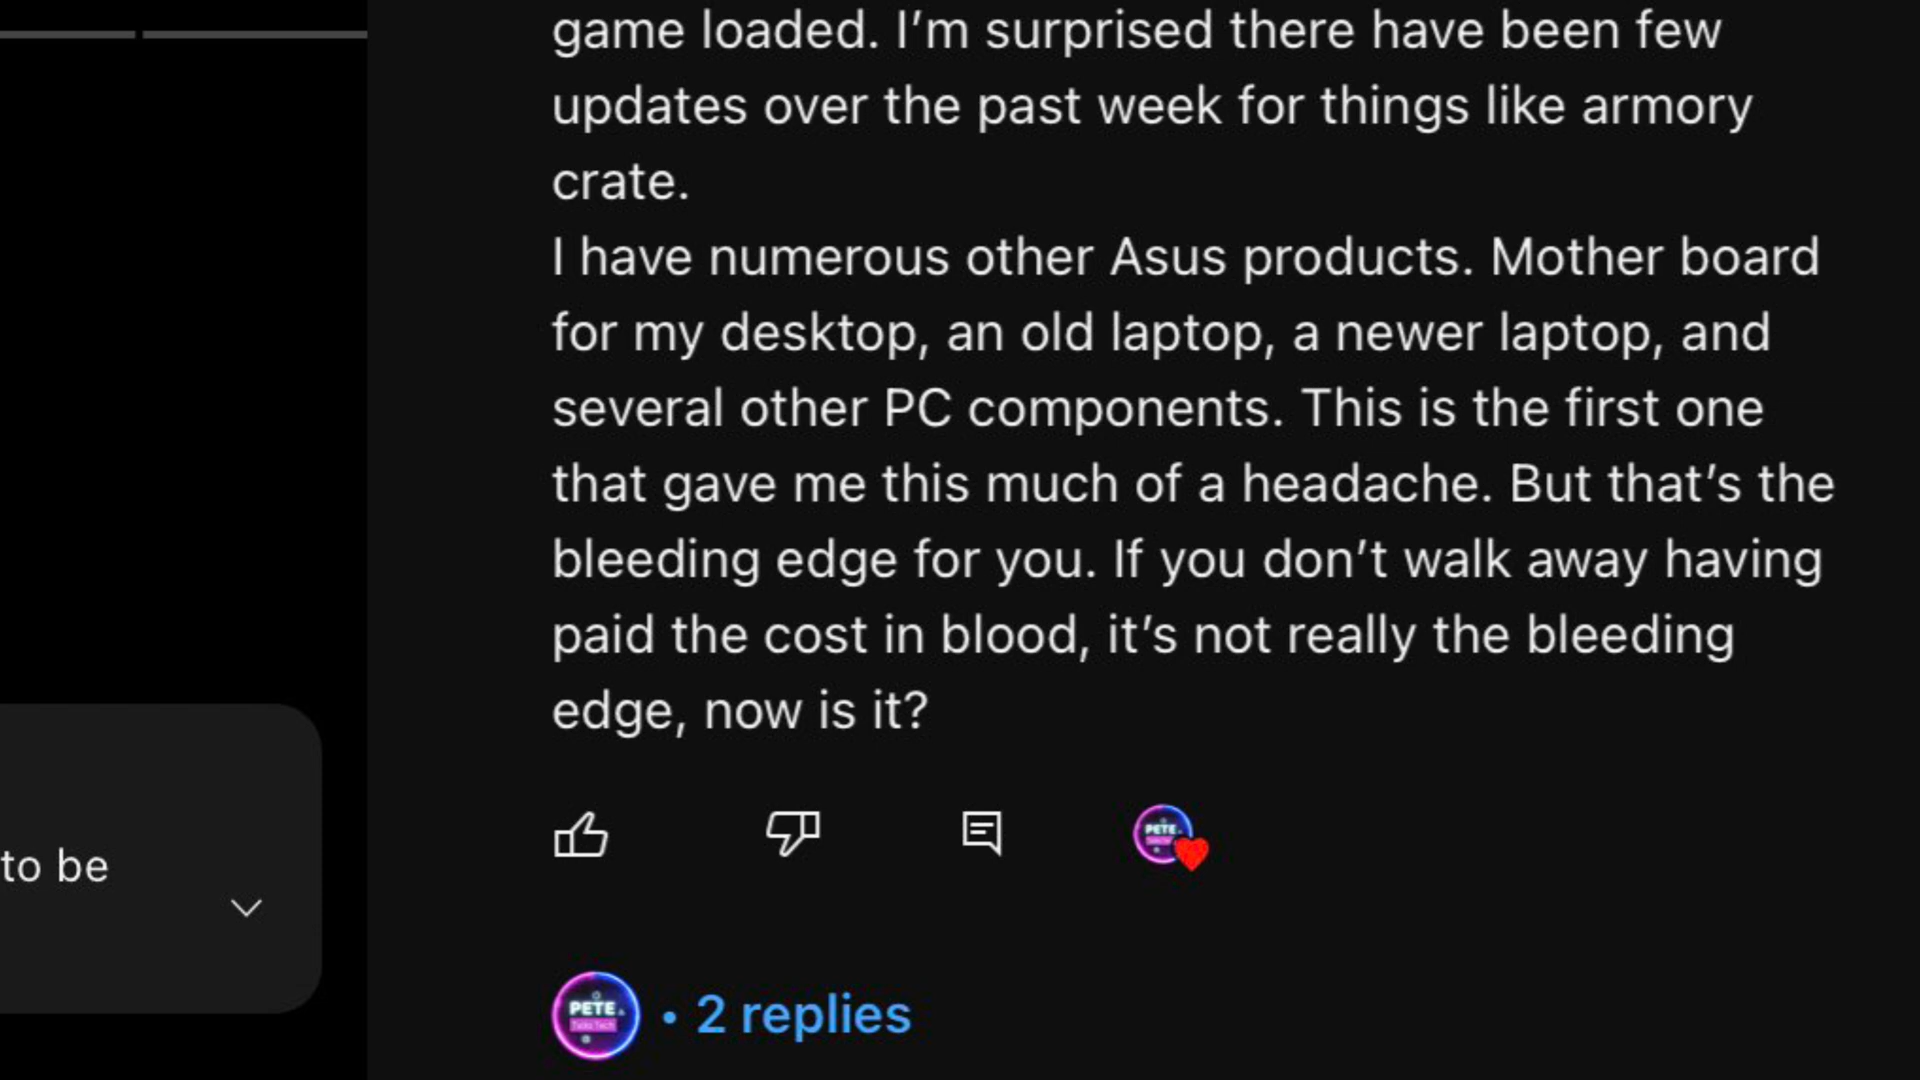 game loaded. I’m surprised there have been few
updates over the past week for things like armory
crate.
I have numerous other Asus products. Mother board
for my desktop, an old laptop, a newer laptop, and
several other PC components. This is the first one
that gave me this much of a headache. But that’s the
bleeding edge for you. If you don’t walk away having
paid the cost in blood, it’s not really the bleeding
edge, now is it?
to be
PETE
PETE
Talks Tech
• 2 replies